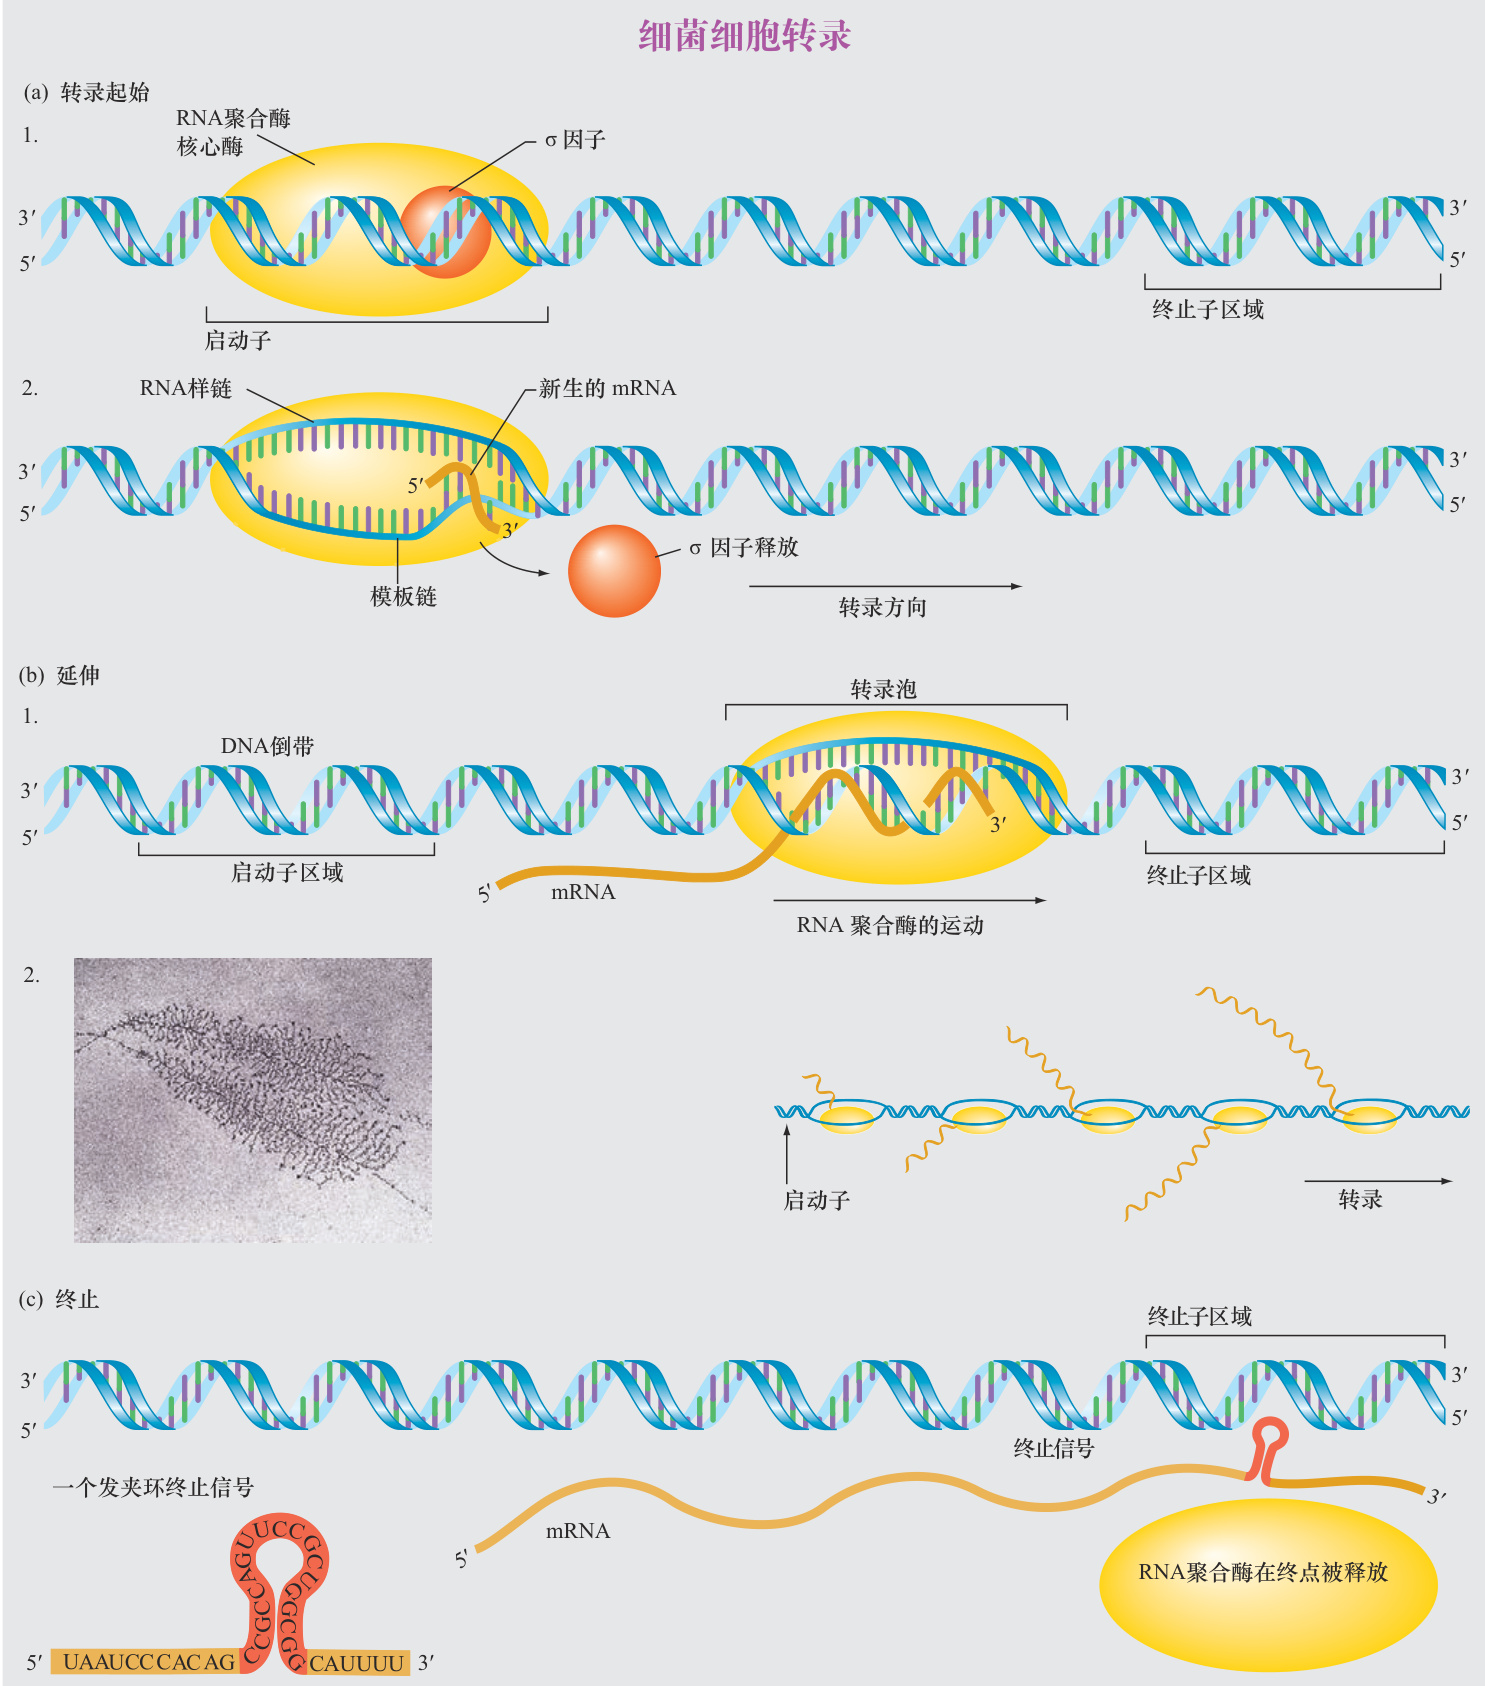 细菌细胞转录
(a) 转录起始
1.
RNA聚合酶
核心酶
σ 因子
3′
5′
3′
5′
启动子
终止子区域
2.
RNA样链
新生的 mRNA
3′
5′
5′
3′
3′
5′
σ 因子释放
模板链
转录方向
(b) 延伸
1.
转录泡
DNA倒带
3′
5′
3′
3′
5′
启动子区域
终止子区域
5′
mRNA
RNA 聚合酶的运动
2.
启动子
转录
(c) 终止
终止子区域
3′
5′
3′
5′
终止信号
一个发夹环终止信号
3′
mRNA
5′
RNA聚合酶在终点被释放
5′ UAAUCCCACAG CCGCCAGUUCCGCUGGCGG CAUUUU 3′